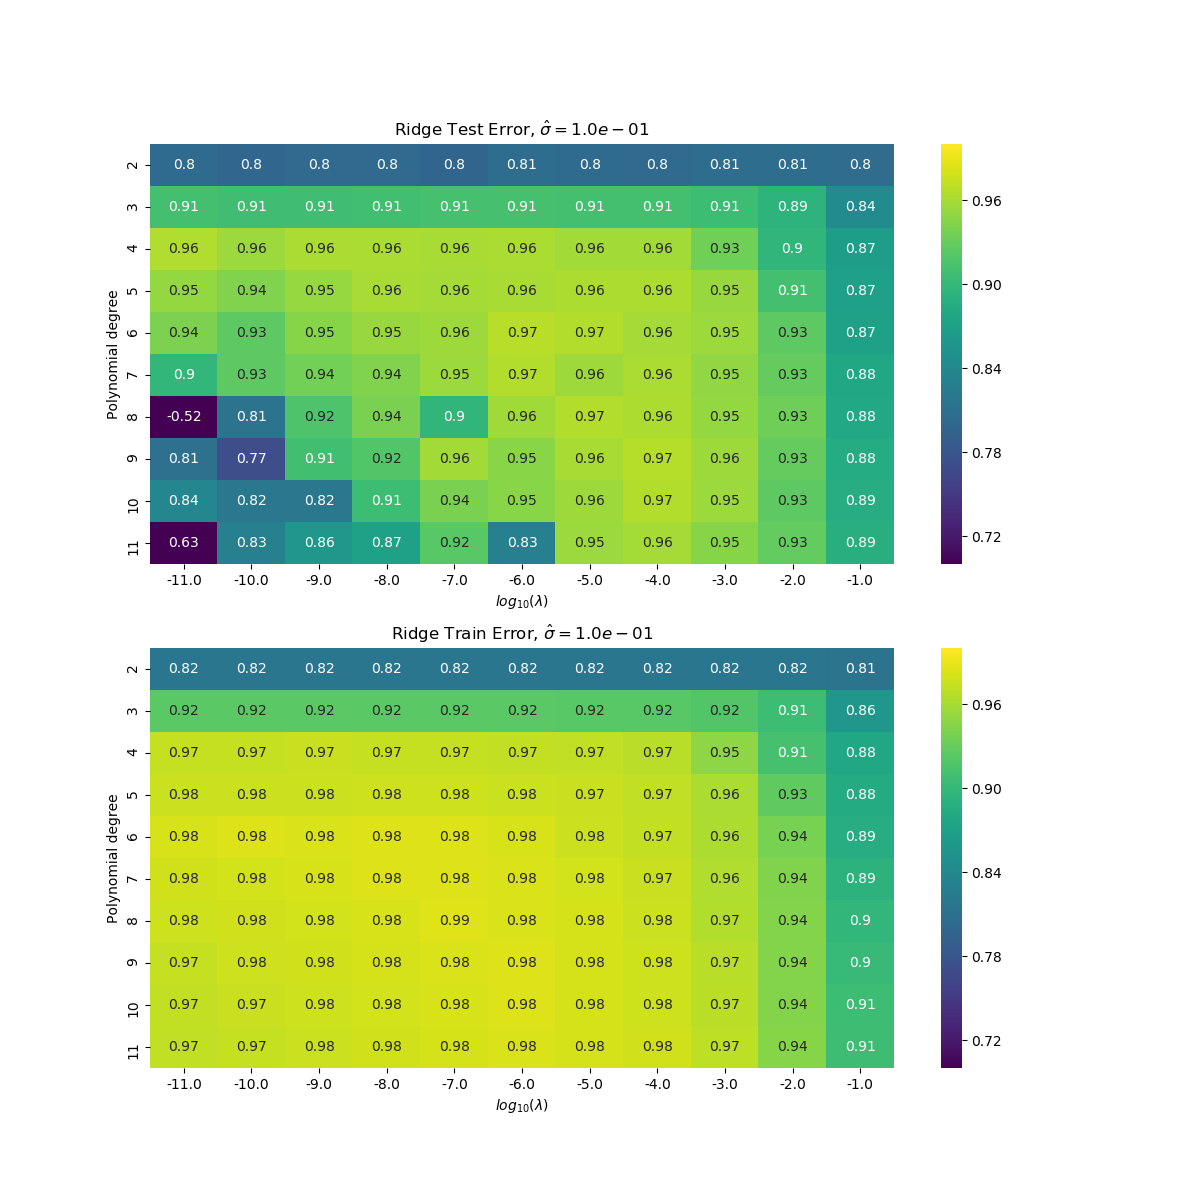 Ridge Test Error, σ̂ = 1.0e − 01
2 0.8 0.8 0.8 0.8 0.8 0.81 0.8 0.8 0.81 0.81 0.8
3 0.91 0.91 0.91 0.91 0.91 0.91 0.91 0.91 0.91 0.89 0.84
4 0.96 0.96 0.96 0.96 0.96 0.96 0.96 0.96 0.93 0.9 0.87
5 0.95 0.94 0.95 0.96 0.96 0.96 0.96 0.96 0.95 0.91 0.87
6 0.94 0.93 0.95 0.95 0.96 0.97 0.97 0.96 0.95 0.93 0.87
7 0.9 0.93 0.94 0.94 0.95 0.97 0.96 0.96 0.95 0.93 0.88
8 -0.52 0.81 0.92 0.94 0.9 0.96 0.97 0.96 0.95 0.93 0.88
9 0.81 0.77 0.91 0.92 0.96 0.95 0.96 0.97 0.96 0.93 0.88
10 0.84 0.82 0.82 0.91 0.94 0.95 0.96 0.97 0.95 0.93 0.89
11 0.63 0.83 0.86 0.87 0.92 0.83 0.95 0.96 0.95 0.93 0.89
-11.0 -10.0 -9.0 -8.0 -7.0 -6.0 -5.0 -4.0 -3.0 -2.0 -1.0
log₁₀(λ)
Polynomial degree
0.96
0.90
0.84
0.78
0.72
Ridge Train Error, σ̂ = 1.0e − 01
2 0.82 0.82 0.82 0.82 0.82 0.82 0.82 0.82 0.82 0.82 0.81
3 0.92 0.92 0.92 0.92 0.92 0.92 0.92 0.92 0.92 0.91 0.86
4 0.97 0.97 0.97 0.97 0.97 0.97 0.97 0.97 0.95 0.91 0.88
5 0.98 0.98 0.98 0.98 0.98 0.98 0.97 0.97 0.96 0.93 0.88
6 0.98 0.98 0.98 0.98 0.98 0.98 0.98 0.97 0.96 0.94 0.89
7 0.98 0.98 0.98 0.98 0.98 0.98 0.98 0.97 0.96 0.94 0.89
8 0.98 0.98 0.98 0.98 0.99 0.98 0.98 0.98 0.97 0.94 0.9
9 0.97 0.98 0.98 0.98 0.98 0.98 0.98 0.98 0.97 0.94 0.9
10 0.97 0.97 0.98 0.98 0.98 0.98 0.98 0.98 0.97 0.94 0.91
11 0.97 0.97 0.98 0.98 0.98 0.98 0.98 0.98 0.97 0.94 0.91
-11.0 -10.0 -9.0 -8.0 -7.0 -6.0 -5.0 -4.0 -3.0 -2.0 -1.0
log₁₀(λ)
Polynomial degree
0.96
0.90
0.84
0.78
0.72